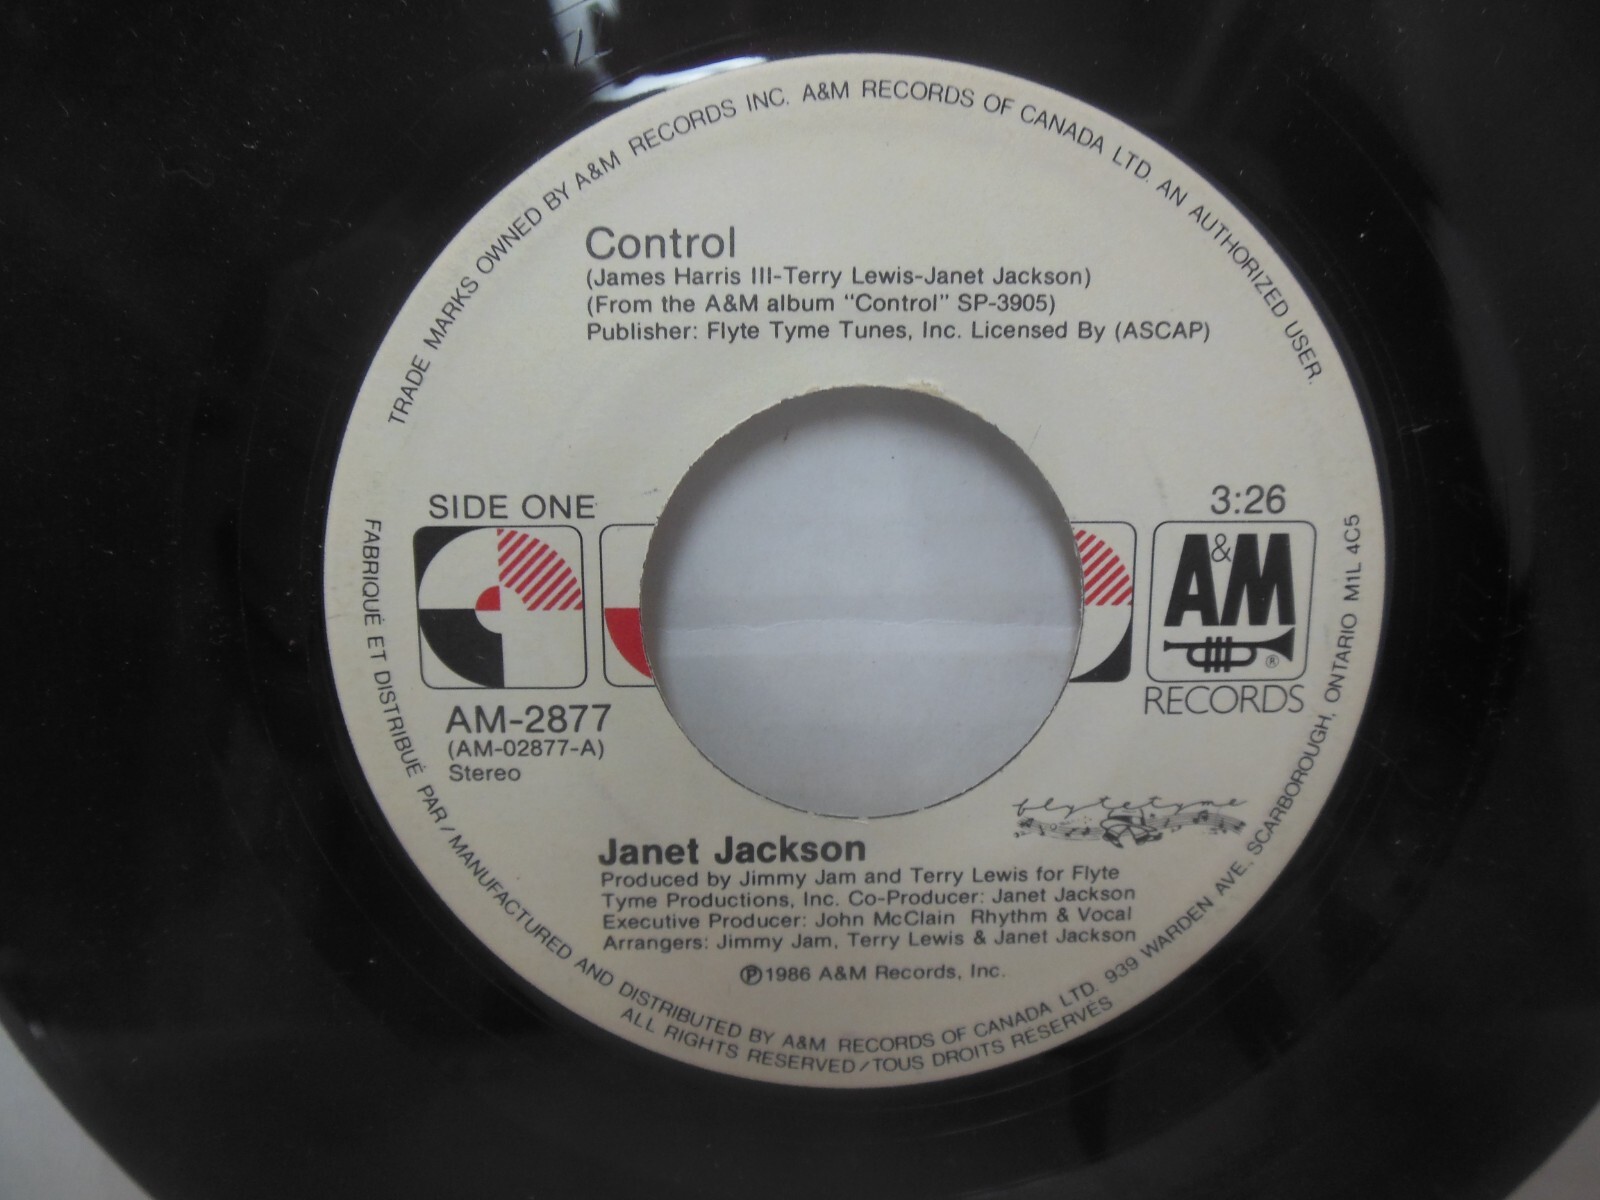 TRADE MARKS OWNED BY A&M RECORDS INC. A&M RECORDS OF CANADA LTD. AN AUTHORIZED USER.
Control
(James Harris III-Terry Lewis-Janet Jackson)
(From the A&M album "Control" SP-3905)
Publisher: Flyte Tyme Tunes, Inc. Licensed By (ASCAP)
SIDE ONE
3:26
A&M
®
RECORDS
AM-2877
(AM-02877-A)
Stereo
flytetyme
Janet Jackson
Produced by Jimmy Jam and Terry Lewis for Flyte
Tyme Productions, Inc. Co-Producer: Janet Jackson
Executive Producer: John McClain Rhythm & Vocal
Arrangers: Jimmy Jam, Terry Lewis & Janet Jackson
℗1986 A&M Records, Inc.
FABRIQUÉ ET DISTRIBUÉ PAR/MANUFACTURED AND DISTRIBUTED BY A&M RECORDS OF CANADA LTD. 939 WARDEN AVE. SCARBOROUGH, ONTARIO M1L 4C5
ALL RIGHTS RESERVED/TOUS DROITS RESERVÉS